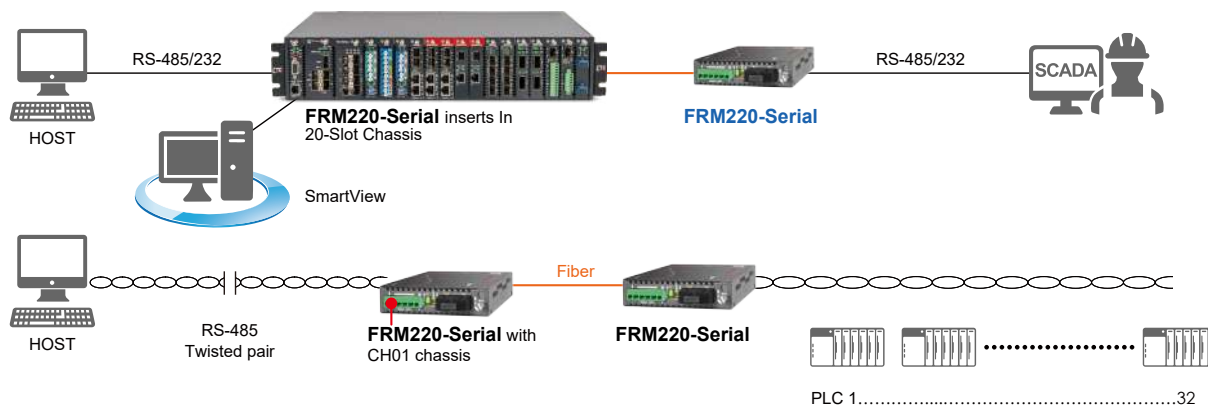 RS-485/232
RS-485/232
SCADA
HOST
FRM220-Serial inserts In
20-Slot Chassis
FRM220-Serial
SmartView
Fiber
HOST
RS-485
Twisted pair
FRM220-Serial with
CH01 chassis
FRM220-Serial
PLC 1.....................................................32